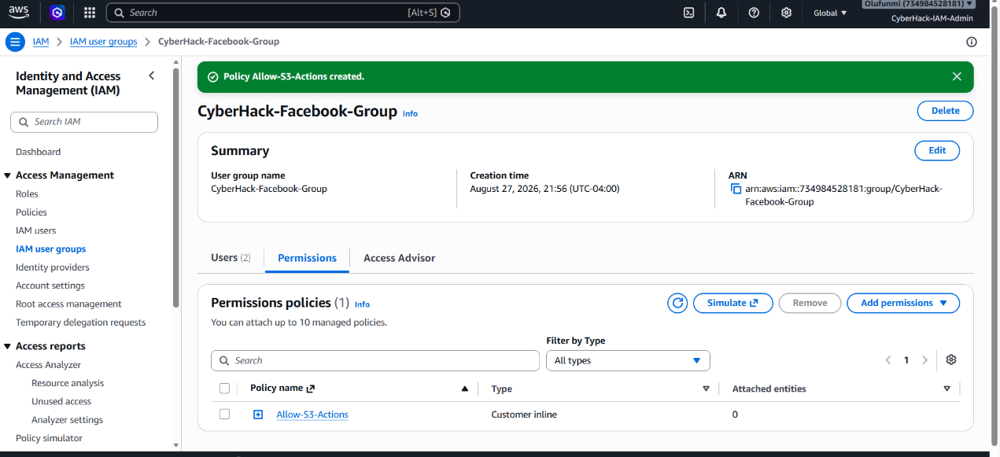 aws
Search [Alt+S]
Global
Olufunmi (734984528181)
CyberHack-IAM-Admin
IAM > IAM user groups > CyberHack-Facebook-Group
Identity and Access
Management (IAM)
Search IAM
Dashboard
Access Management
Roles
Policies
IAM users
IAM user groups
Identity providers
Account settings
Root access management
Temporary delegation requests
Access reports
Access Analyzer
Resource analysis
Unused access
Analyzer settings
Policy simulator
Policy Allow-S3-Actions created.
CyberHack-Facebook-Group Info
Delete
Summary
Edit
User group name
CyberHack-Facebook-Group
Creation time
August 27, 2026, 21:56 (UTC-04:00)
ARN
arn:aws:iam::734984528181:group/CyberHack-
Facebook-Group
Users (2) Permissions Access Advisor
Permissions policies (1) Info
Simulate Remove Add permissions
You can attach up to 10 managed policies.
Filter by Type
Search All types 1
Policy name Type Attached entities
Allow-S3-Actions Customer inline 0